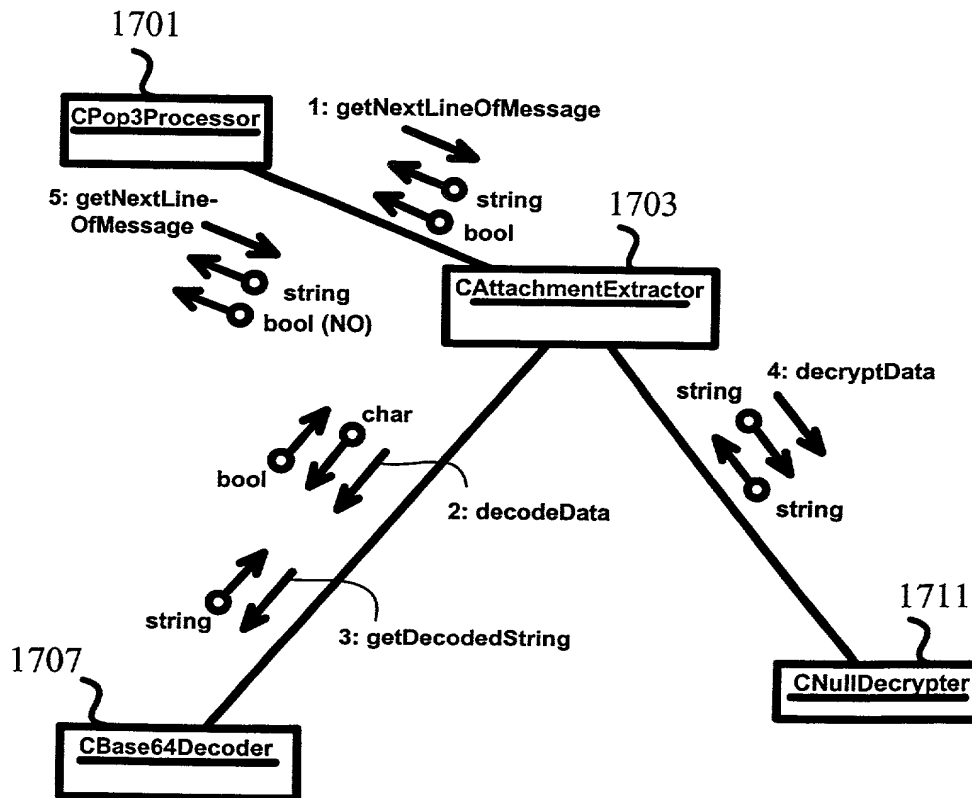 1701
CPop3Processor
1: getNextLineOfMessage
string
bool
5: getNextLine-
OfMessage
string
bool (NO)
1703
CAttachmentExtractor
char
bool
2: decodeData
string
3: getDecodedString
string
4: decryptData
string
1707
CBase64Decoder
1711
CNullDecrypter